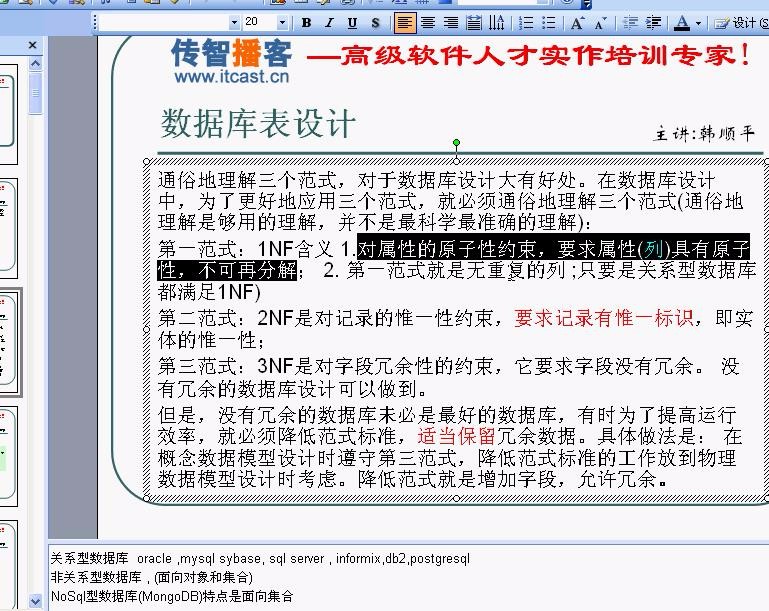 20
B I U S
设计(S
传智播客 —高级软件人才实作培训专家!
www.itcast.cn
数据库表设计
主讲:韩顺平
通俗地理解三个范式，对于数据库设计大有好处。在数据库设计
中，为了更好地应用三个范式，就必须通俗地理解三个范式(通俗地
理解是够用的理解，并不是最科学最准确的理解)：
第一范式：1NF含义 1.对属性的原子性约束，要求属性(列)具有原子
性，不可再分解； 2. 第一范式就是无重复的列 ;只要是关系型数据库
都满足1NF)
第二范式：2NF是对记录的惟一性约束，要求记录有惟一标识，即实
体的惟一性；
第三范式：3NF是对字段冗余性的约束，它要求字段没有冗余。 没
有冗余的数据库设计可以做到。
但是，没有冗余的数据库未必是最好的数据库，有时为了提高运行
效率，就必须降低范式标准，适当保留冗余数据。具体做法是： 在
概念数据模型设计时遵守第三范式，降低范式标准的工作放到物理
数据模型设计时考虑。降低范式就是增加字段，允许冗余。
关系型数据库 oracle ,mysql sybase, sql server , informix,db2,postgresql
非关系型数据库 , (面向对象和集合)
NoSql型数据库(MongoDB)特点是面向集合